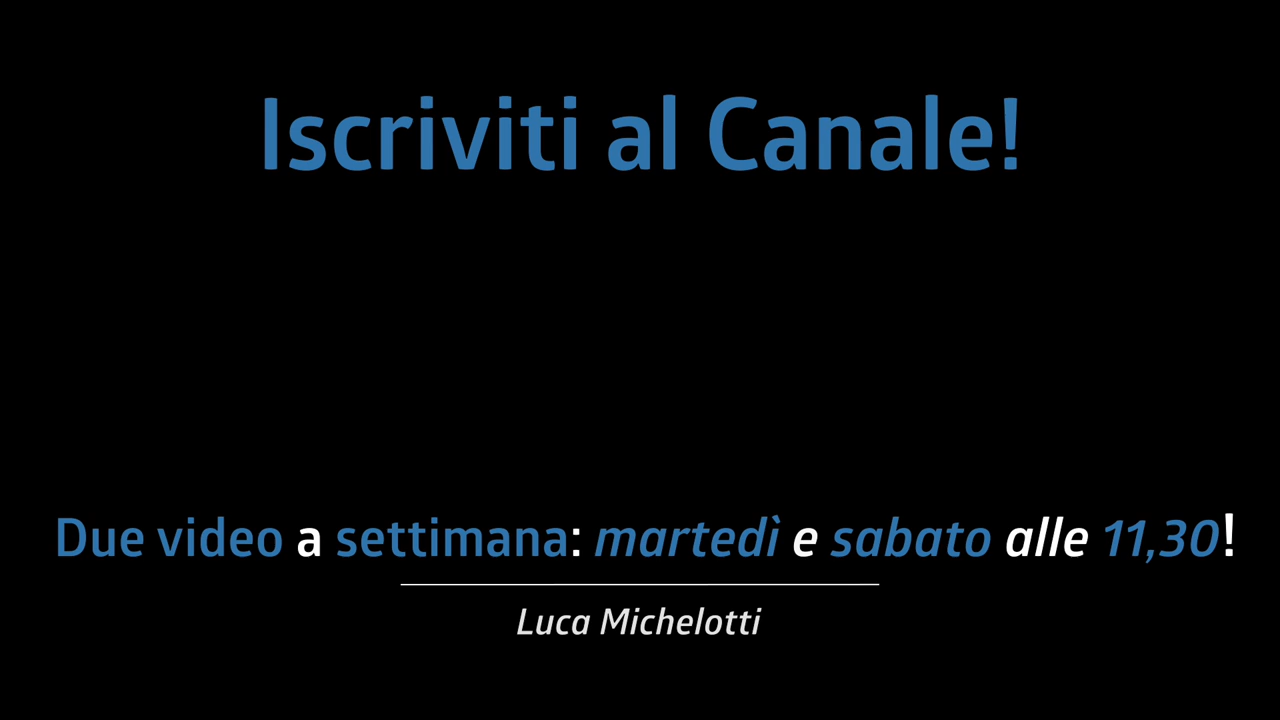 Iscriviti al Canale!
Due video a settimana: martedì e sabato alle 11,30!
Luca Michelotti